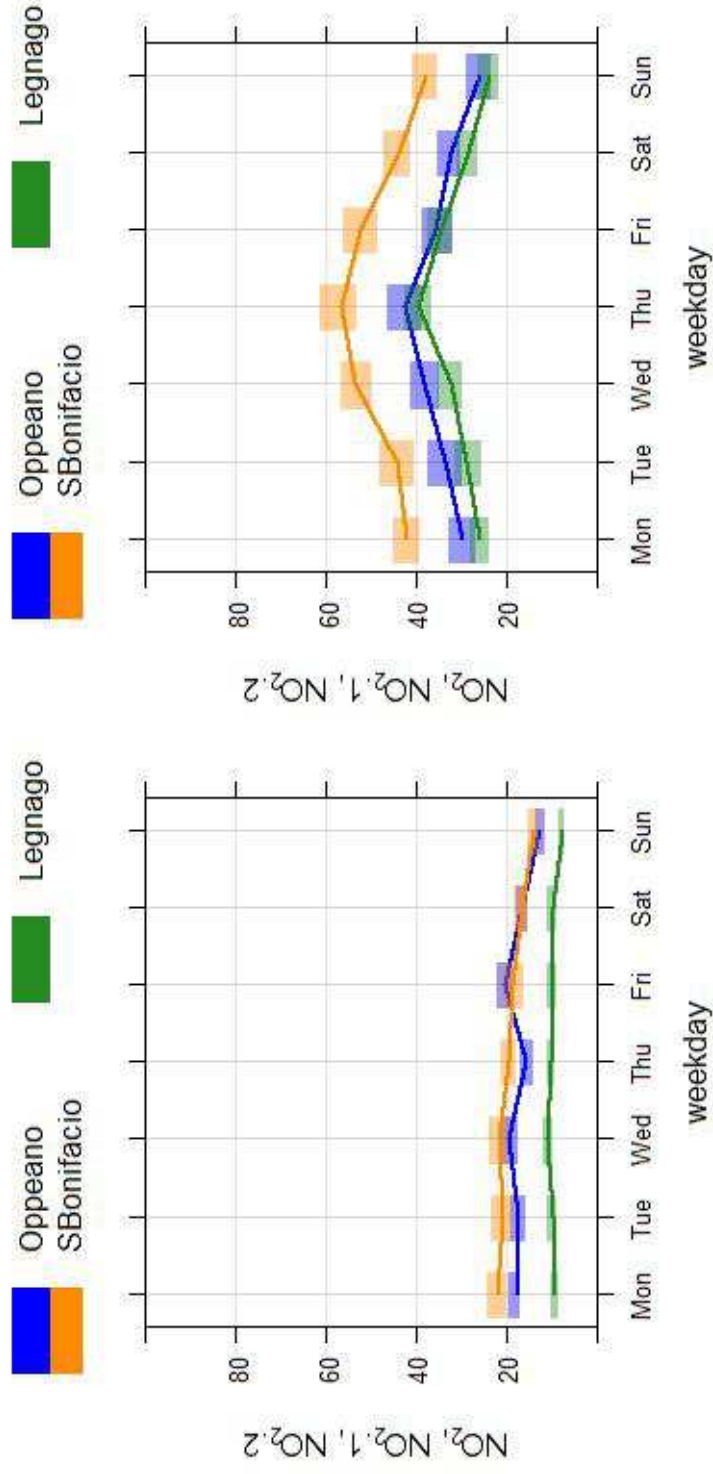 Oppeano Legnago
SBonifacio
NO₂, NO₂.1, NO₂.2
80
60
40
20
Mon Tue Wed Thu Fri Sat Sun
weekday
Oppeano Legnago
SBonifacio
NO₂, NO₂.1, NO₂.2
80
60
40
20
Mon Tue Wed Thu Fri Sat Sun
weekday